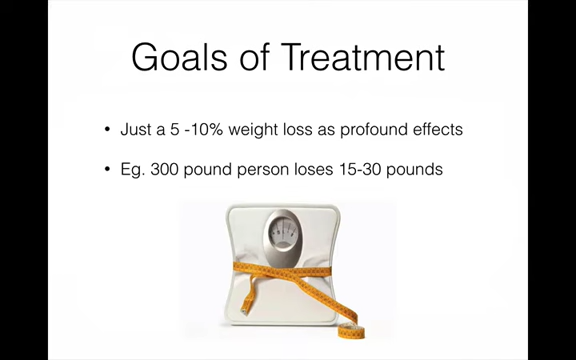 Goals of Treatment
• Just a 5 -10% weight loss as profound effects
• Eg. 300 pound person loses 15-30 pounds